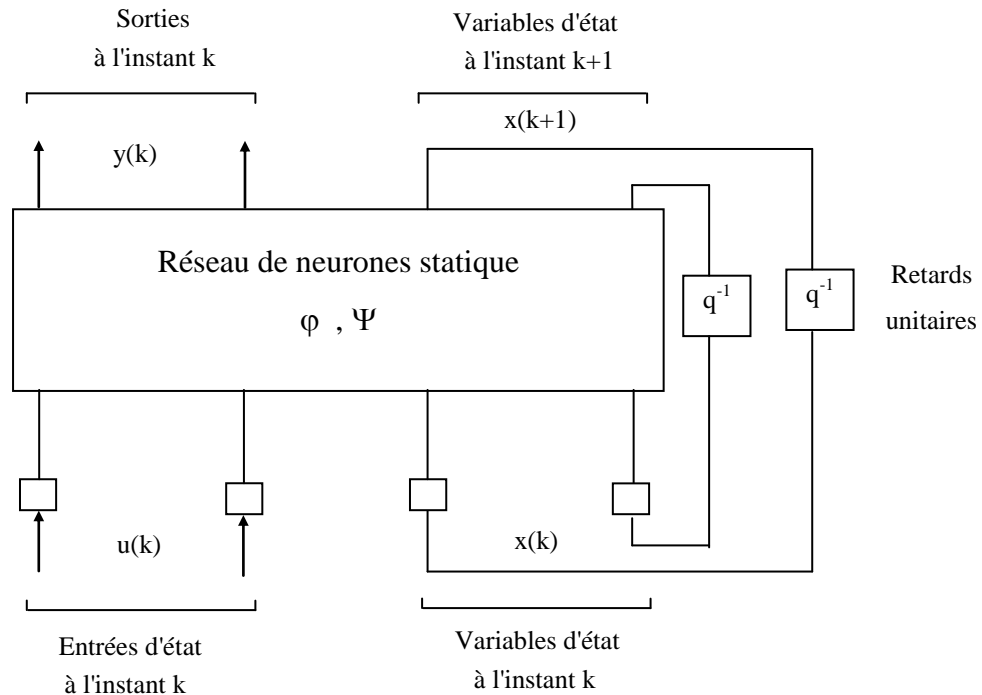 Sorties
à l'instant k
Variables d'état
à l'instant k+1
x(k+1)
y(k)
Réseau de neurones statique
φ , Ψ
q-1
q-1
Retards
unitaires
u(k)
x(k)
Entrées d'état
à l'instant k
Variables d'état
à l'instant k